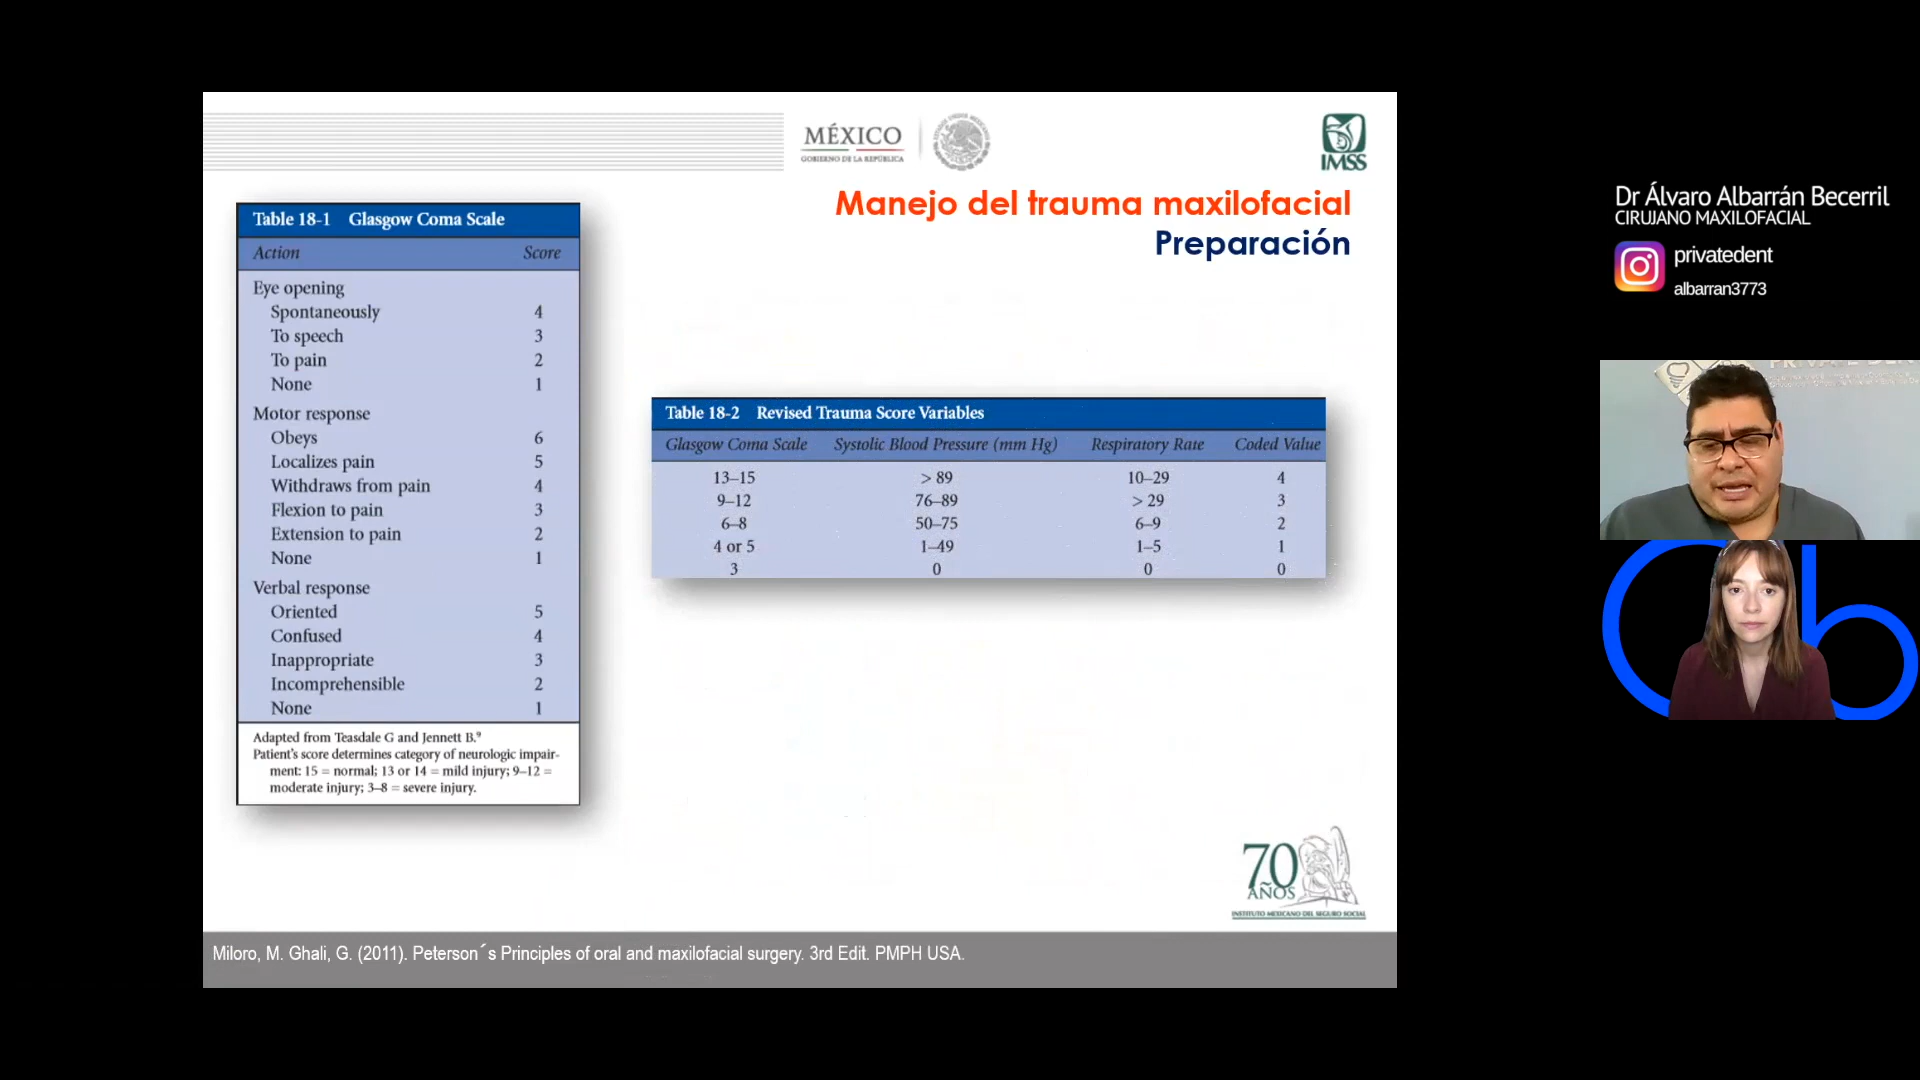 MÉXICO
GOBIERNO DE LA REPÚBLICA
IMSS
Manejo del trauma maxilofacial
Preparación
Table 18-1 Glasgow Coma Scale
Action Score
Eye opening
Spontaneously 4
To speech 3
To pain 2
None 1
Motor response
Obeys 6
Localizes pain 5
Withdraws from pain 4
Flexion to pain 3
Extension to pain 2
None 1
Verbal response
Oriented 5
Confused 4
Inappropriate 3
Incomprehensible 2
None 1
Adapted from Teasdale G and Jennett B.⁹
Patient's score determines category of neurologic impair-
ment: 15 = normal; 13 or 14 = mild injury; 9–12 =
moderate injury; 3–8 = severe injury.
Table 18-2 Revised Trauma Score Variables
Glasgow Coma Scale Systolic Blood Pressure (mm Hg) Respiratory Rate Coded Value
13–15 > 89 10–29 4
9–12 76–89 > 29 3
6–8 50–75 6–9 2
4 or 5 1–49 1–5 1
3 0 0 0
70
AÑOS
INSTITUTO MEXICANO DEL SEGURO SOCIAL
Miloro, M. Ghali, G. (2011). Peterson´s Principles of oral and maxilofacial surgery. 3rd Edit. PMPH USA.
Dr Álvaro Albarrán Becerril
CIRUJANO MAXILOFACIAL
privatedent
albarran3773